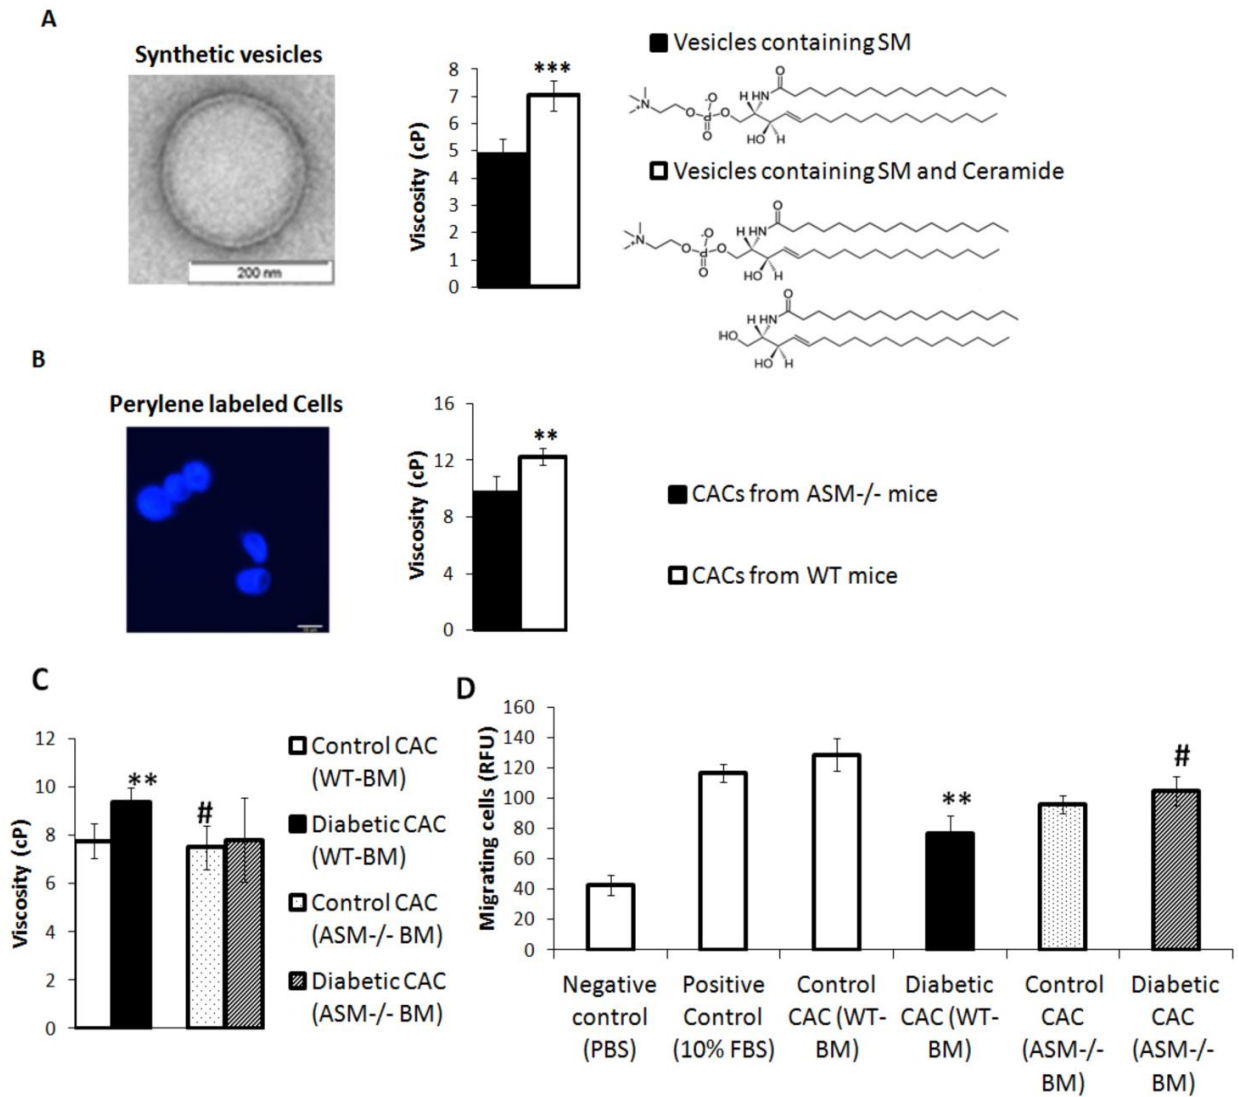 A
Synthetic vesicles
200 nm
Viscosity (cP)
8
7
6
5
4
3
2
1
0
***
Vesicles containing SM
Vesicles containing SM and Ceramide
B
Perylene labeled Cells
Viscosity (cP)
16
12
8
4
0
**
CACs from ASM-/- mice
CACs from WT mice
C
Viscosity (cP)
12
10
8
6
4
2
0
**
#
Control CAC
(WT-BM)
Diabetic CAC
(WT-BM)
Control CAC
(ASM-/- BM)
Diabetic CAC
(ASM-/- BM)
D
Migrating cells (RFU)
160
140
120
100
80
60
40
20
0
**
#
Negative
control
(PBS)
Positive
Control
(10% FBS)
Control
CAC (WT-
BM)
Diabetic
CAC (WT-
BM)
Control
CAC
(ASM-/-
BM)
Diabetic
CAC
(ASM-/-
BM)